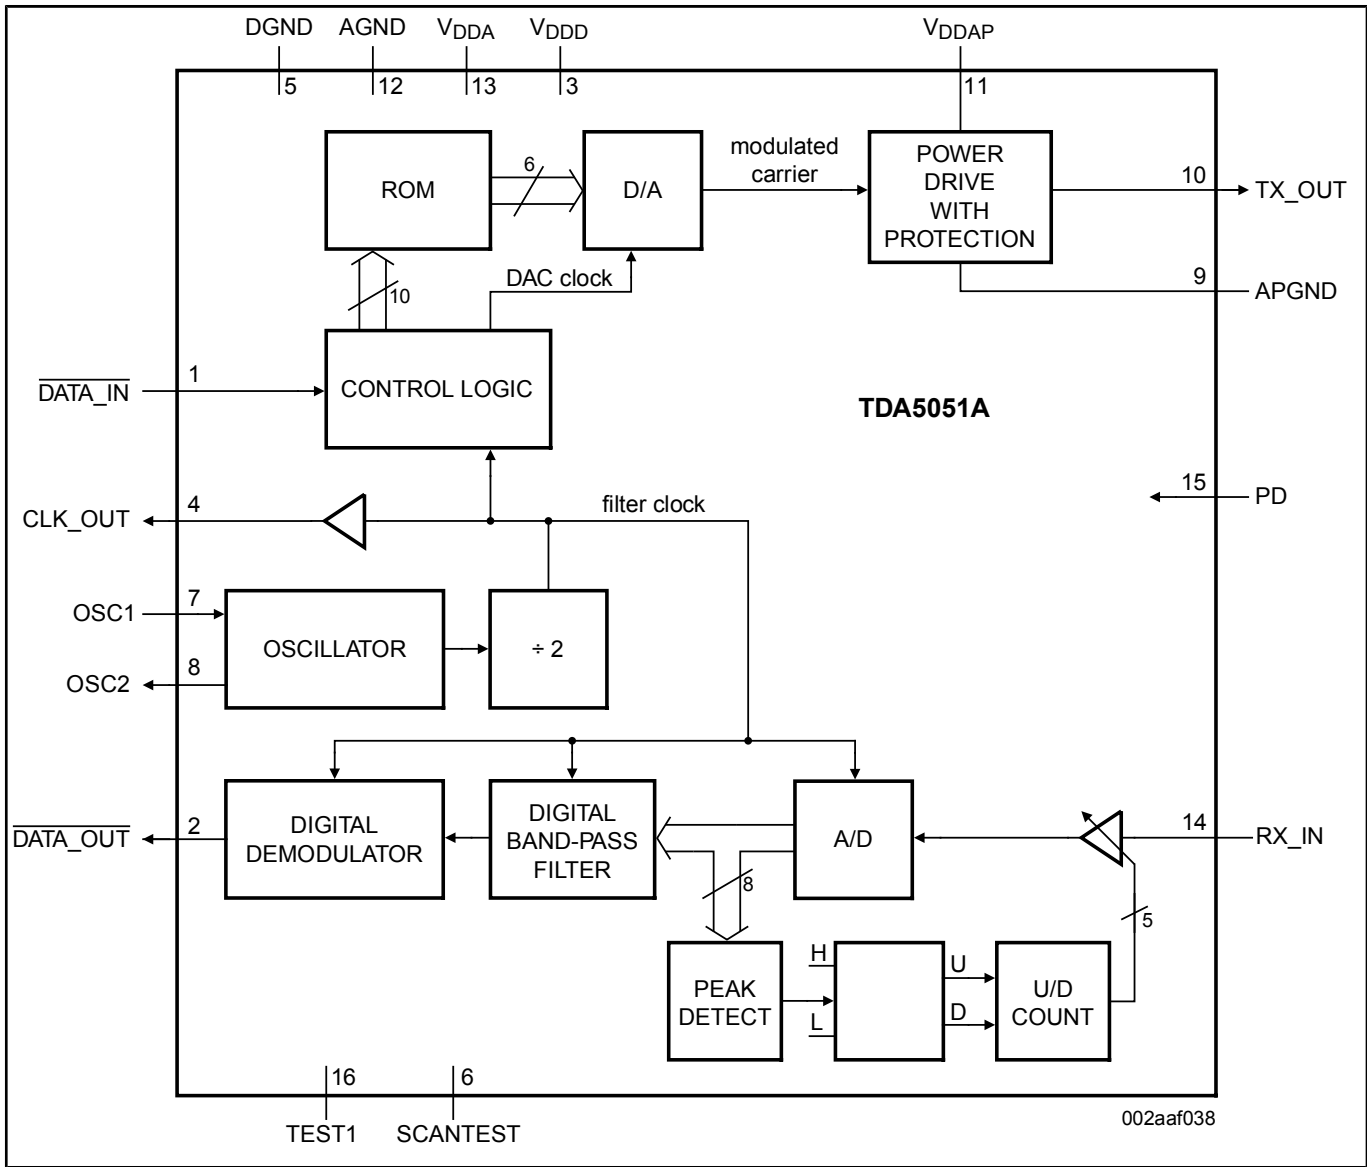 DGND AGND VDDA VDDD VDDAP
5 12 13 3 11
ROM
6
D/A
modulated
carrier
POWER
DRIVE
WITH
PROTECTION
10 TX_OUT
9 APGND
10
DAC clock
DATA_IN 1
CONTROL LOGIC
TDA5051A
15 PD
CLK_OUT 4
filter clock
OSC1 7
OSCILLATOR
÷ 2
OSC2 8
DATA_OUT 2
DIGITAL
DEMODULATOR
DIGITAL
BAND-PASS
FILTER
A/D
14 RX_IN
8
5
PEAK
DETECT
H
L
U
D
U/D
COUNT
16 6
TEST1 SCANTEST
002aaf038